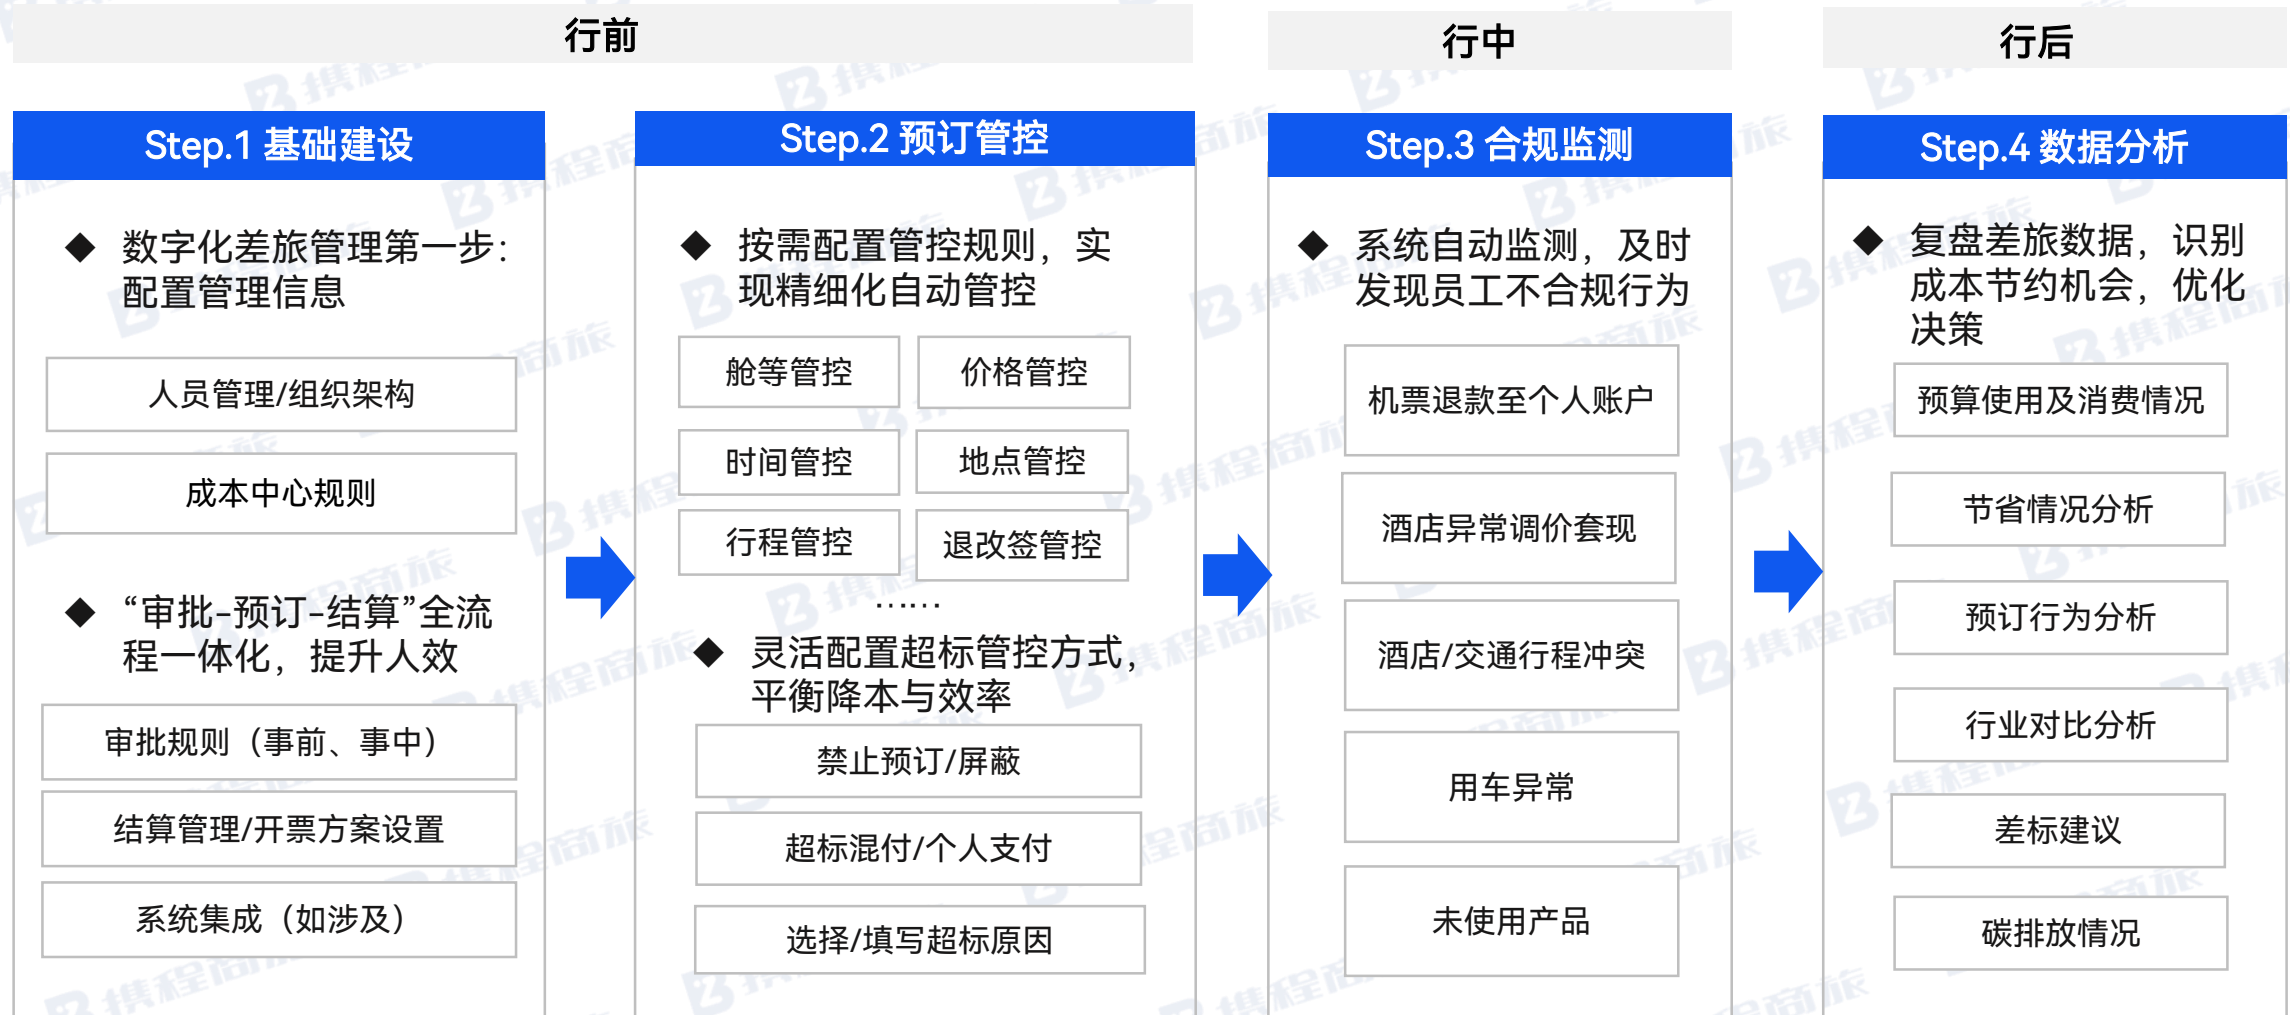 行前
行中
行后
Step.1 基础建设
数字化差旅管理第一步：
配置管理信息
人员管理/组织架构
成本中心规则
“审批-预订-结算”全流
程一体化，提升人效
审批规则（事前、事中）
结算管理/开票方案设置
系统集成（如涉及）
Step.2 预订管控
按需配置管控规则，实
现精细化自动管控
舱等管控
价格管控
时间管控
地点管控
行程管控
退改签管控
……
灵活配置超标管控方式，
平衡降本与效率
禁止预订/屏蔽
超标混付/个人支付
选择/填写超标原因
Step.3 合规监测
系统自动监测，及时
发现员工不合规行为
机票退款至个人账户
酒店异常调价套现
酒店/交通行程冲突
用车异常
未使用产品
Step.4 数据分析
复盘差旅数据，识别
成本节约机会，优化
决策
预算使用及消费情况
节省情况分析
预订行为分析
行业对比分析
差标建议
碳排放情况
携程商旅